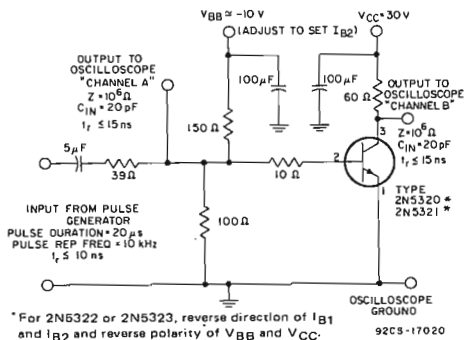 VBB ≃ -10 V
(ADJUST TO SET IB2)
VCC = 30 V
OUTPUT TO
OSCILLOSCOPE
"CHANNEL A"
Z = 10⁶ Ω
CIN = 20 pF
tr ≤ 15 ns
100 μF
100 μF
60 Ω
OUTPUT TO
OSCILLOSCOPE
"CHANNEL B"
Z = 10⁶ Ω
CIN = 20 pF
tr ≤ 15 ns
150 Ω
5 μF
39 Ω
10 Ω
2
3
1
TYPE
2N5320 *
2N5321 *
100 Ω
INPUT FROM PULSE
GENERATOR
PULSE DURATION = 20 μs
PULSE REP FREQ = 10 kHz
tr ≤ 10 ns
OSCILLOSCOPE
GROUND
*For 2N5322 or 2N5323, reverse direction of IB1
and IB2 and reverse polarity of VBB and VCC.
92CS-17020